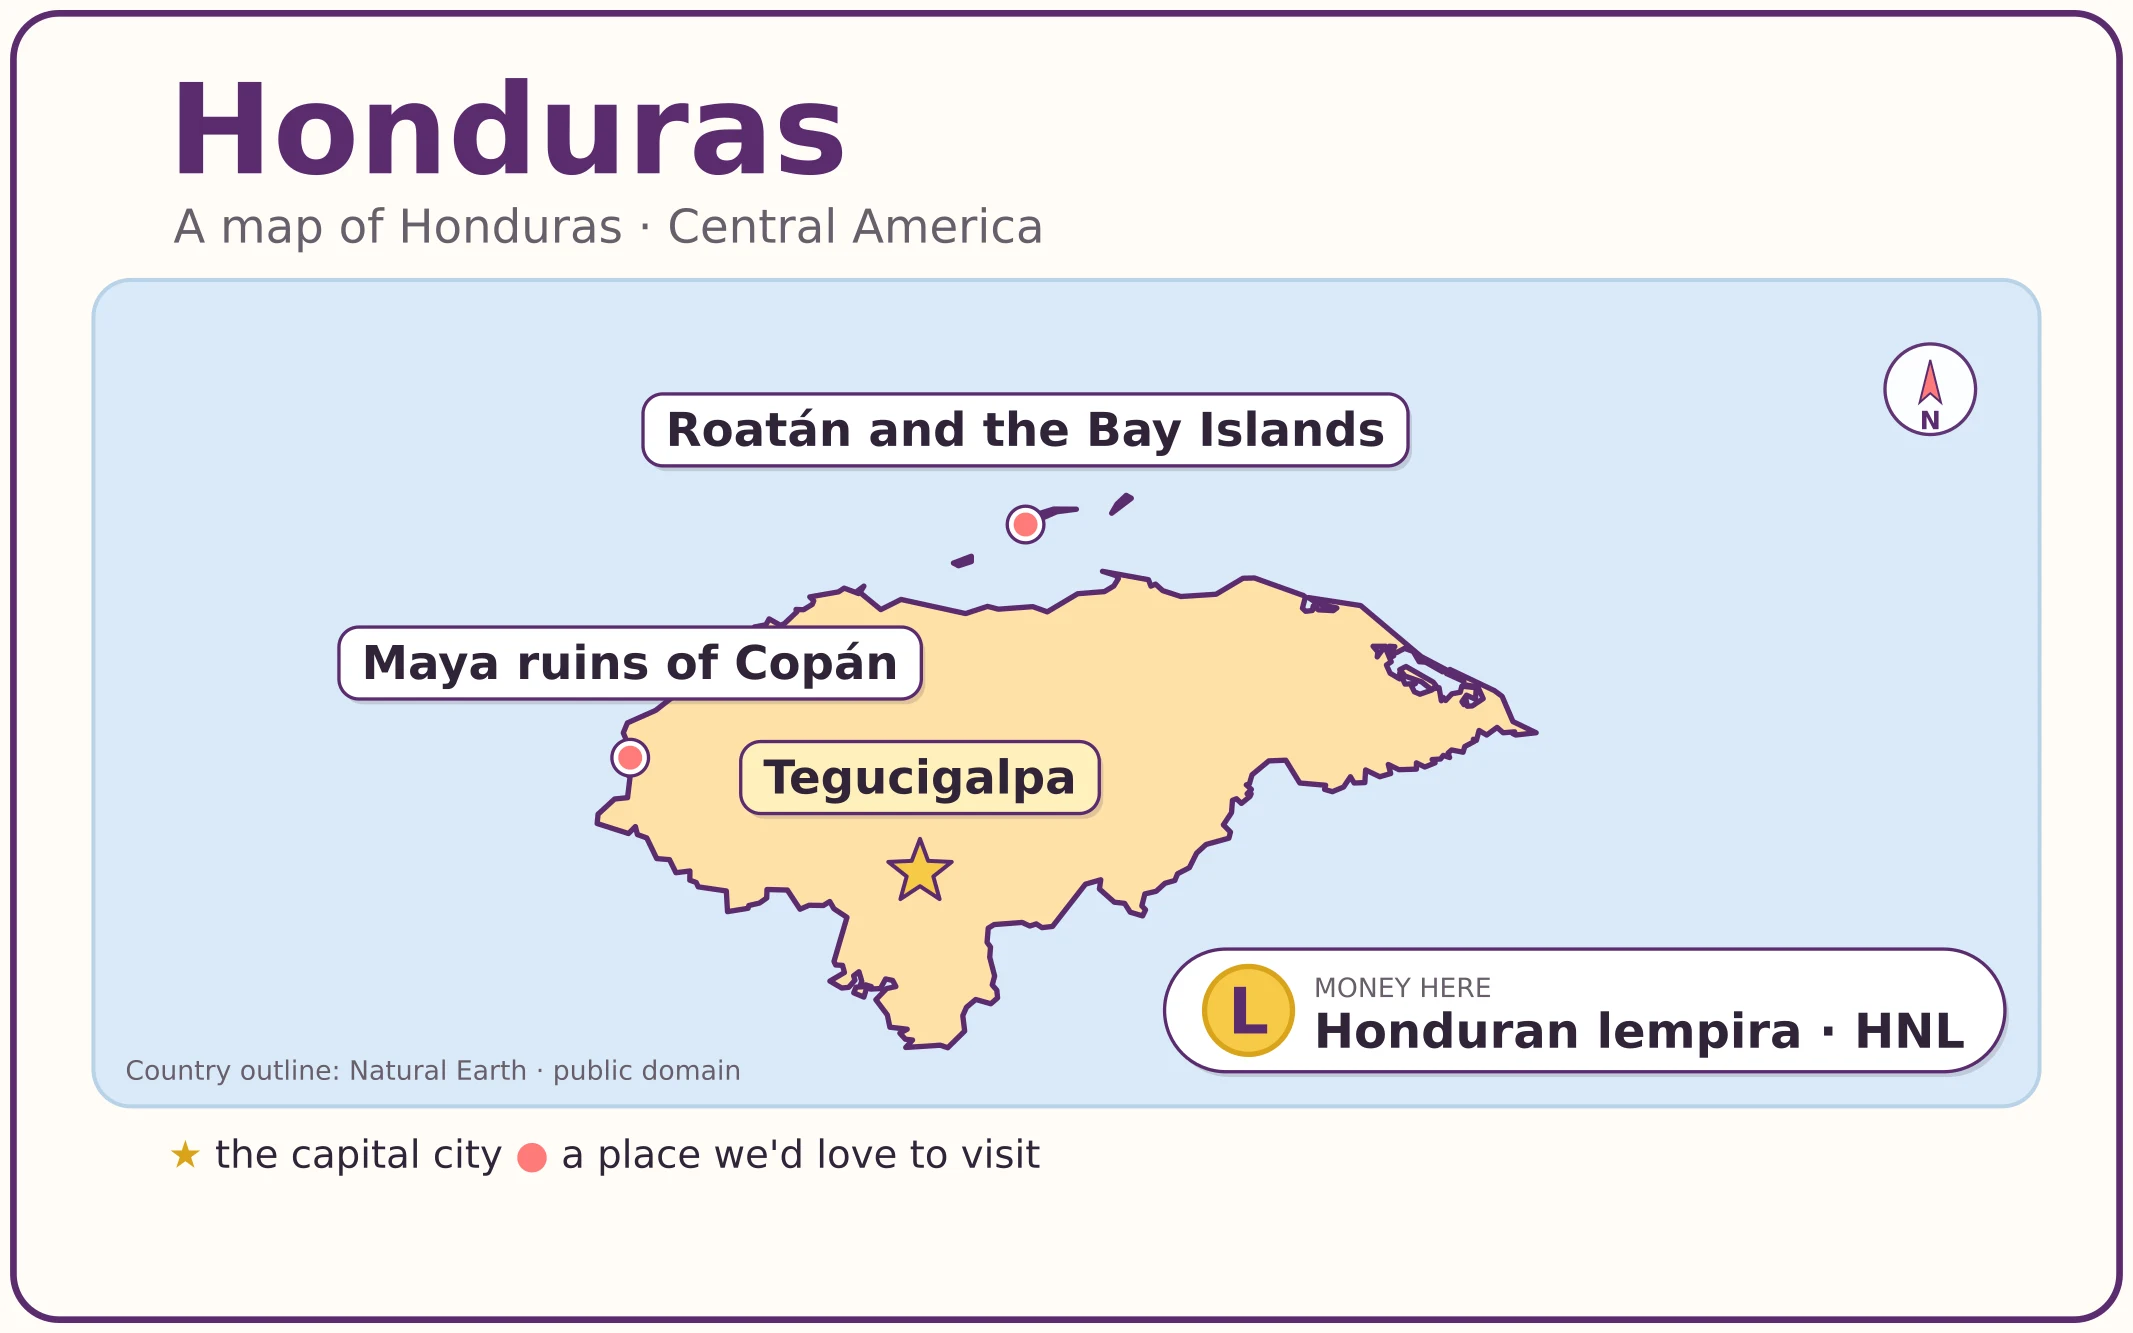 Honduras
A map of Honduras · Central America
N
Roatán and the Bay Islands
Maya ruins of Copán
Tegucigalpa
L
MONEY HERE
Honduran lempira · HNL
Country outline: Natural Earth · public domain
★ the capital city ● a place we'd love to visit